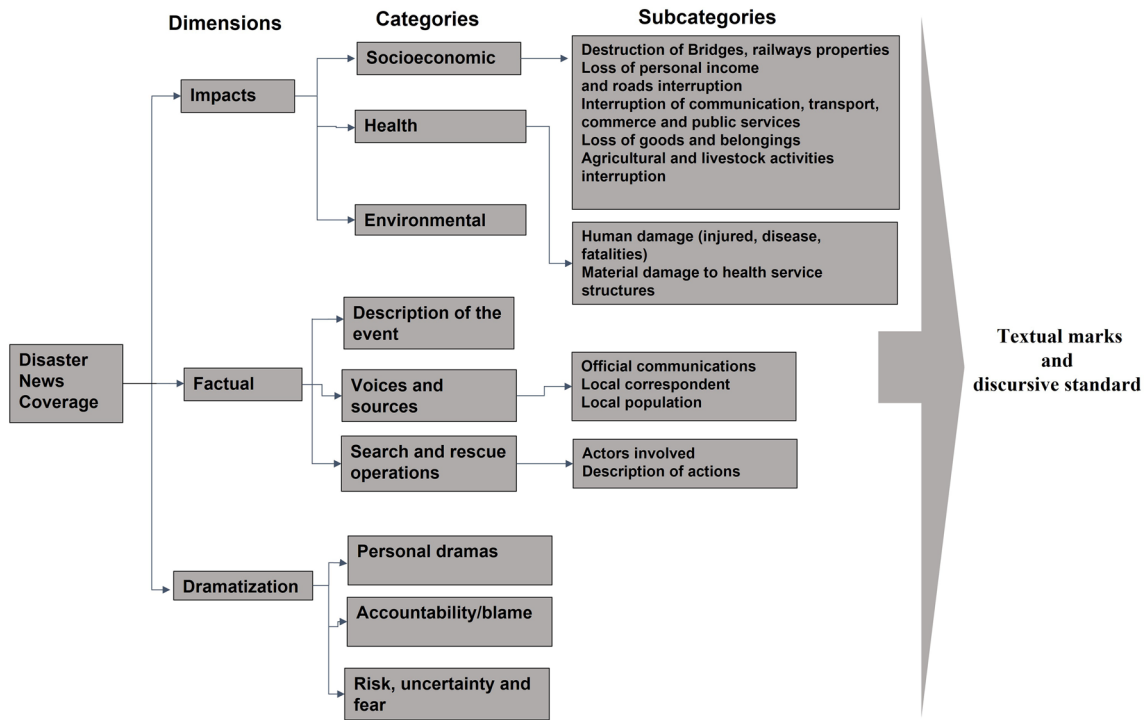 Dimensions
Categories
Subcategories
Disaster
News
Coverage
Impacts
Socioeconomic
Destruction of Bridges, railways properties
Loss of personal income
and roads interruption
Interruption of communication, transport,
commerce and public services
Loss of goods and belongings
Agricultural and livestock activities
interruption
Health
Human damage (injured, disease,
fatalities)
Material damage to health service
structures
Environmental
Factual
Description of the
event
Voices and
sources
Official communications
Local correspondent
Local population
Search and rescue
operations
Actors involved
Description of actions
Dramatization
Personal dramas
Accountability/blame
Risk, uncertainty and
fear
Textual marks
and
discursive standard